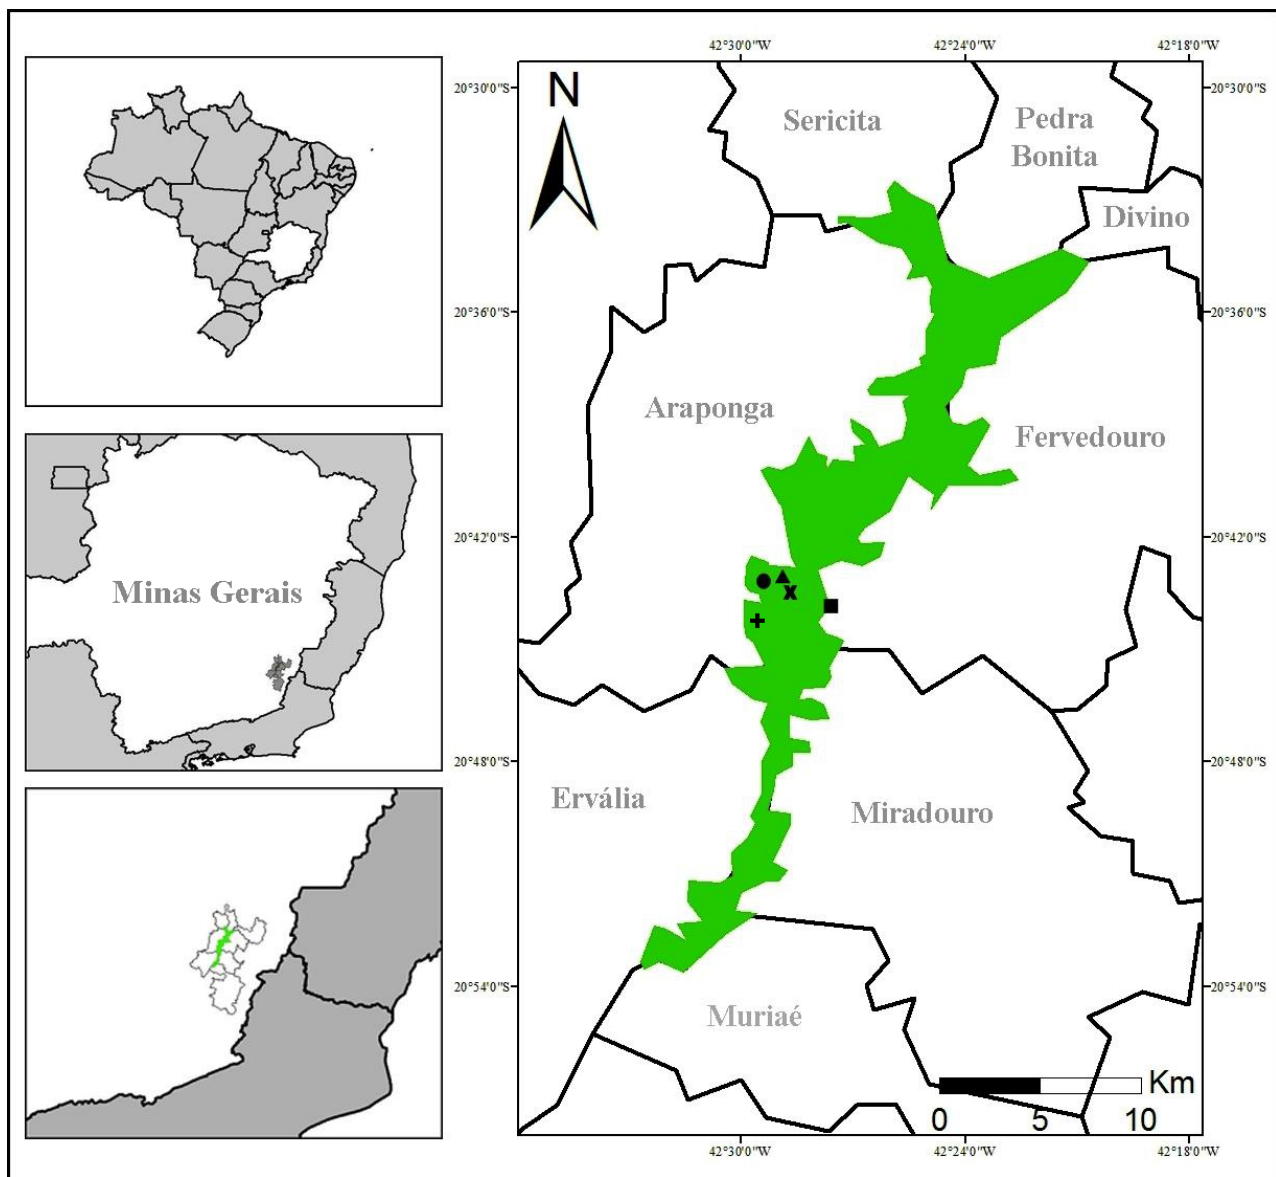 42°30'0"W 42°24'0"W 42°18'0"W
20°30'0"S 20°30'0"S
N
Sericita
Pedra
Bonita
Divino
20°36'0"S 20°36'0"S
Araponga
Fervedouro
20°42'0"S 20°42'0"S
Minas Gerais
20°48'0"S 20°48'0"S
Ervália
Miradouro
20°54'0"S 20°54'0"S
Muriaé
Km
0 5 10
42°30'0"W 42°24'0"W 42°18'0"W